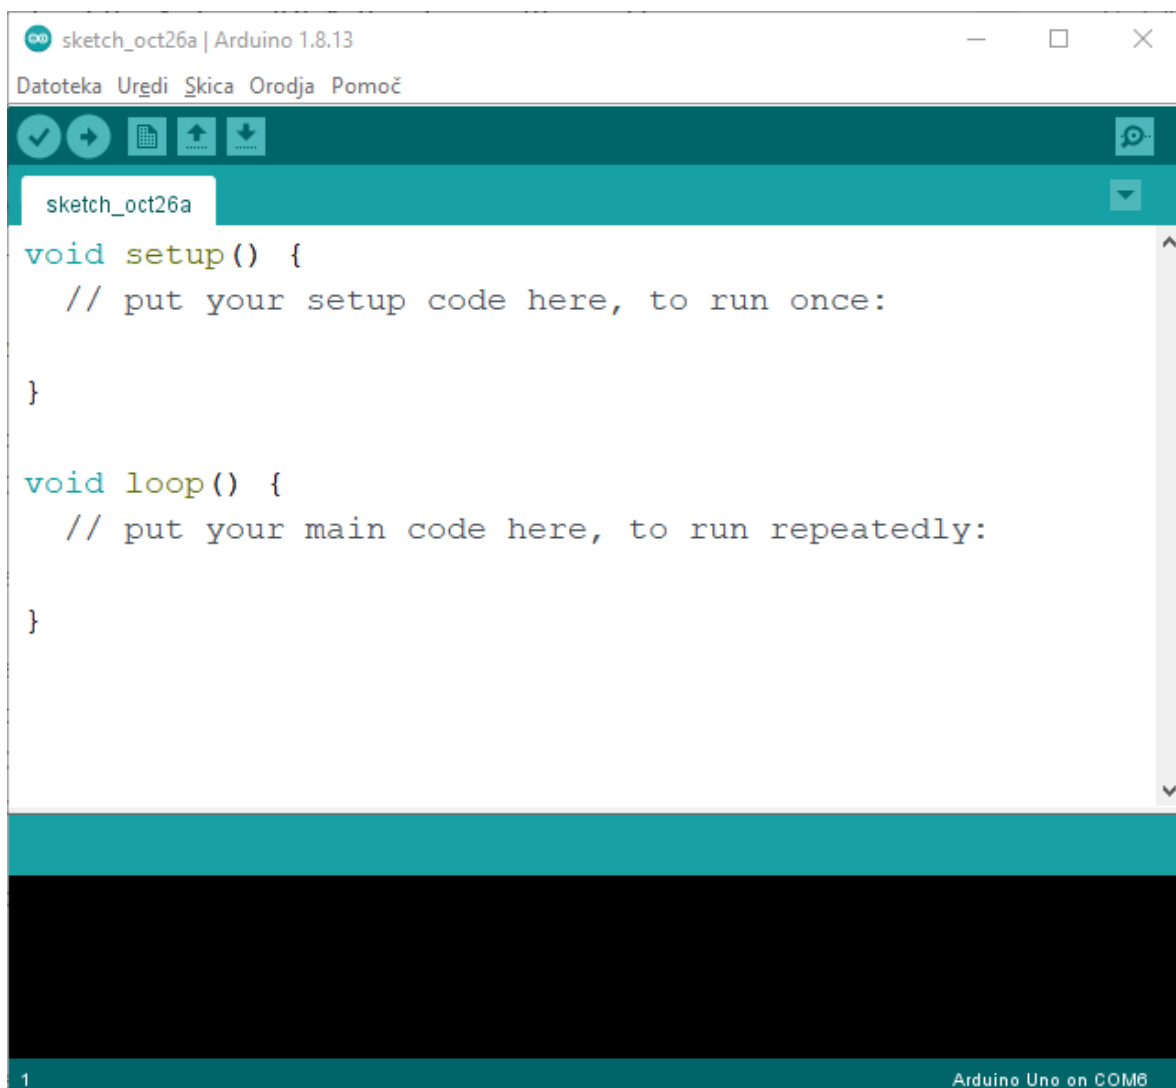 sketch_oct26a | Arduino 1.8.13
Datoteka Uredi Skica Orodja Pomoč
sketch_oct26a
void setup() {
  // put your setup code here, to run once:
}
void loop() {
  // put your main code here, to run repeatedly:
}
1 Arduino Uno on COM6